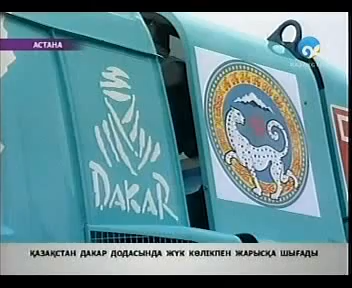 АСТАНА
DAKAR
ҚАЗАҚСТАН ДАКАР ДОДАСЫНДА ЖҮК КӨЛІКПЕН ЖАРЫСҚА ШЫҒАДЫ